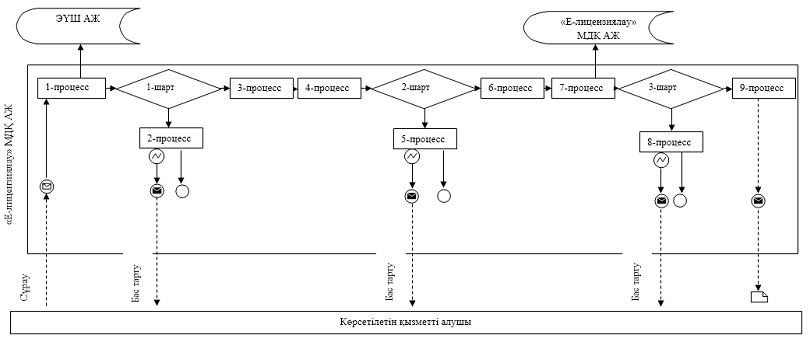 ЭҮШ АЖ
«Е-лицензиялау»
МДҚ АЖ
1-процесс
1-шарт
3-процесс
4-процесс
2-шарт
6-процесс
7-процесс
3-шарт
9-процесс
2-процесс
5-процесс
8-процесс
«Е-лицензиялау» МДҚ АЖ
Сұрау
Бас тарту
Бас тарту
Бас тарту
Көрсетілетін қызметті алушы